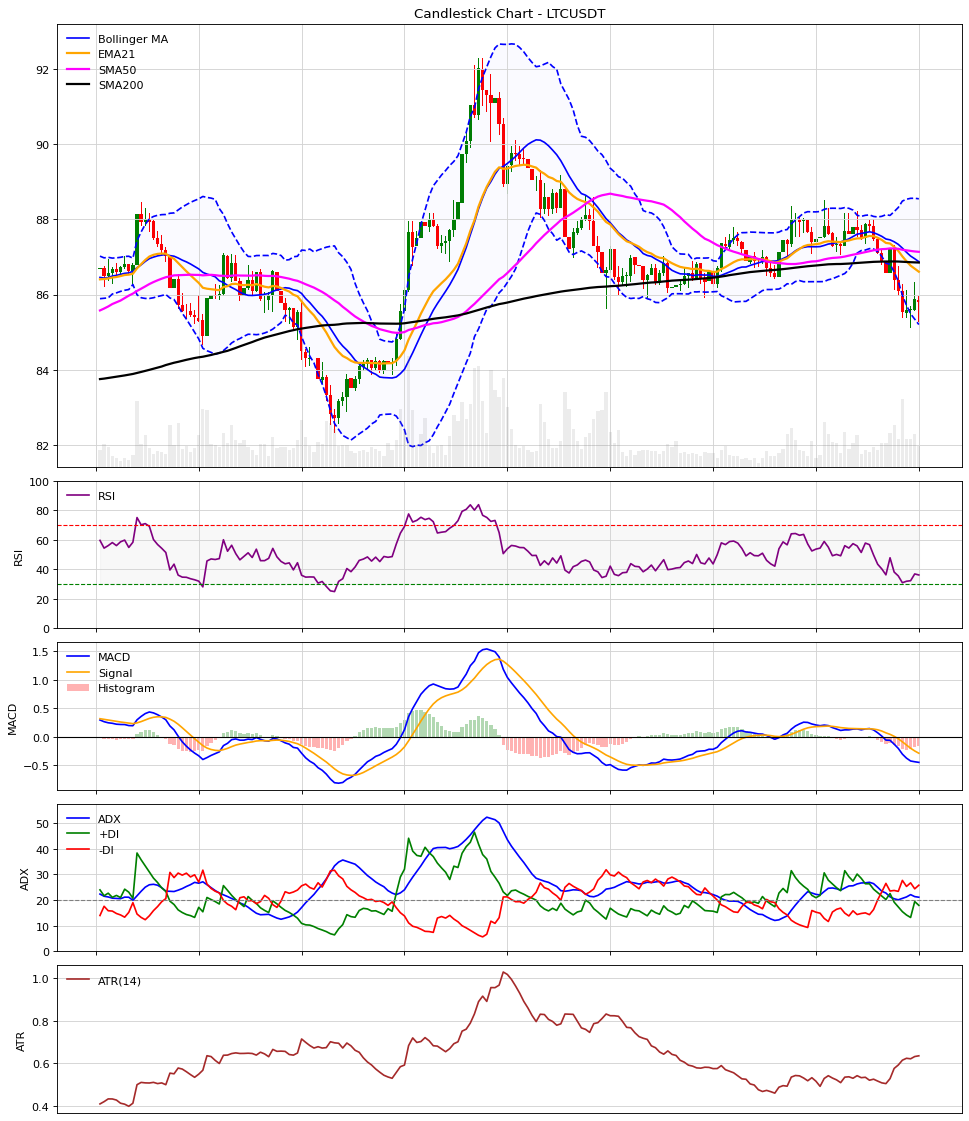 Candlestick Chart - LTCUSDT
Bollinger MA
EMA21
SMA50
SMA200
92
90
88
86
84
82
RSI
RSI
100
80
60
40
20
0
MACD
MACD
Signal
Histogram
1.5
1.0
0.5
0.0
−0.5
ADX
ADX
+DI
-DI
50
40
30
20
10
0
ATR
ATR(14)
1.0
0.8
0.6
0.4